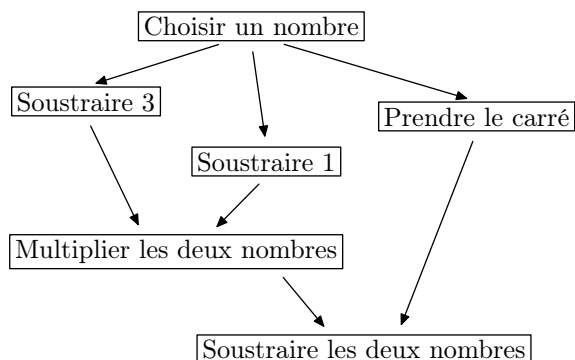 Choisir un nombre
Soustraire 3
Prendre le carré
Soustraire 1
Multiplier les deux nombres
Soustraire les deux nombres